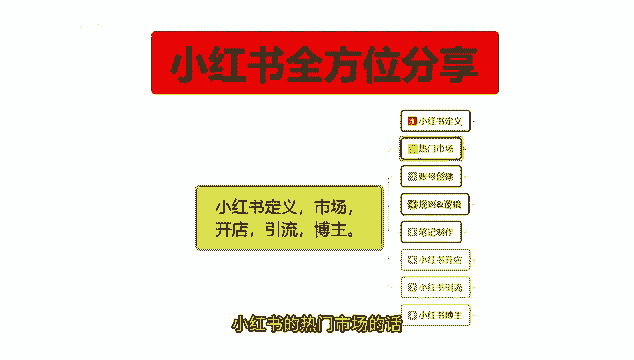 小红书全方位分享
小红书定义
热门市场
小红书定义，市场，
开店，引流，博主。
笔记制作
小红书开店
小红书引流
小红书博主
小红书的热门市场的话